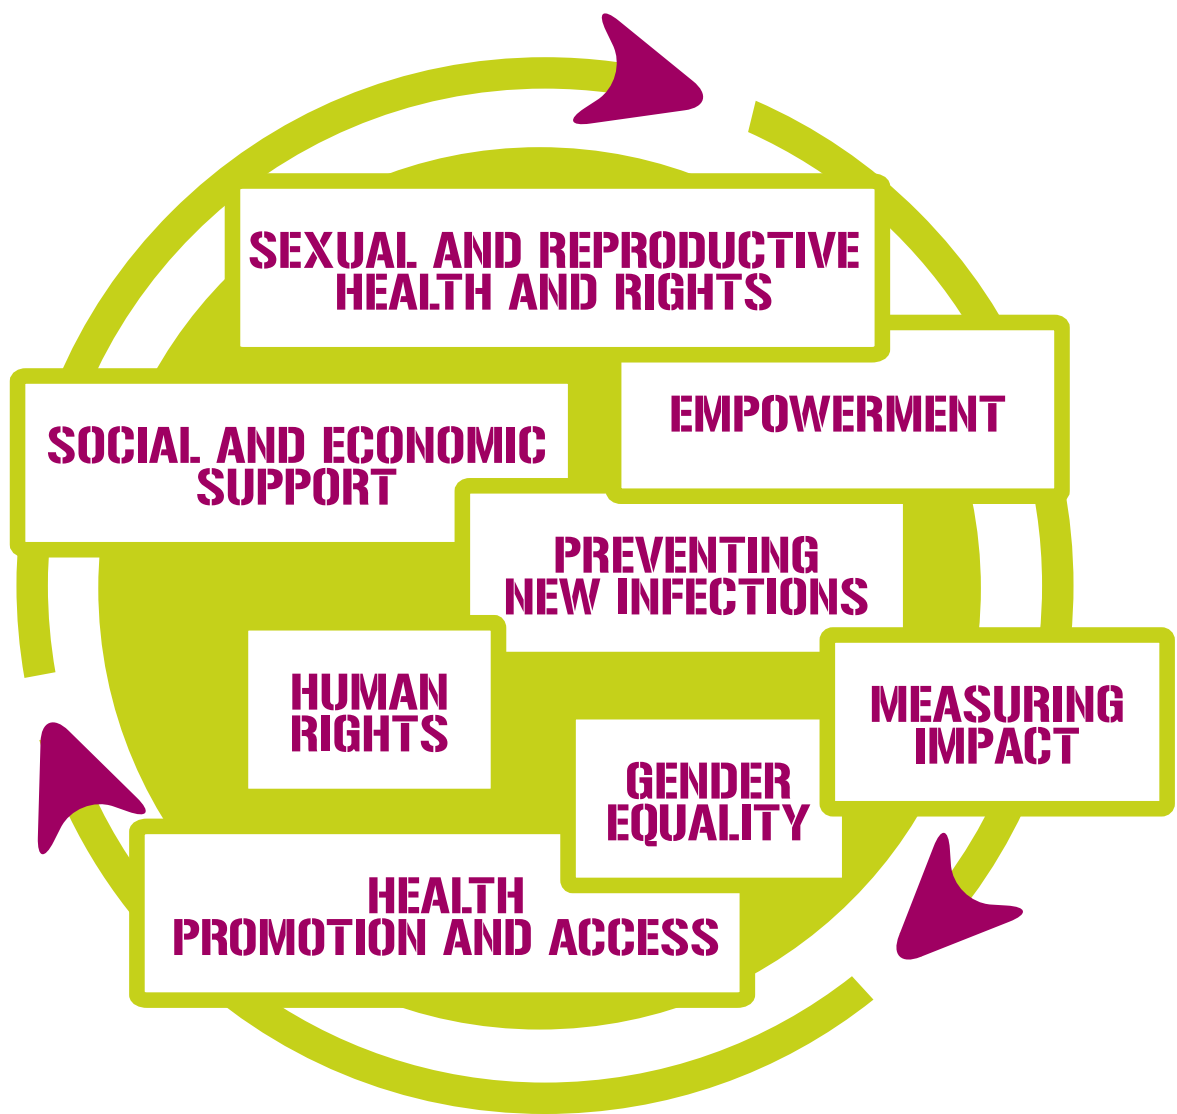 SEXUAL AND REPRODUCTIVE
HEALTH AND RIGHTS
EMPOWERMENT
SOCIAL AND ECONOMIC
SUPPORT
PREVENTING
NEW INFECTIONS
HUMAN
RIGHTS
MEASURING
IMPACT
GENDER
EQUALITY
HEALTH
PROMOTION AND ACCESS